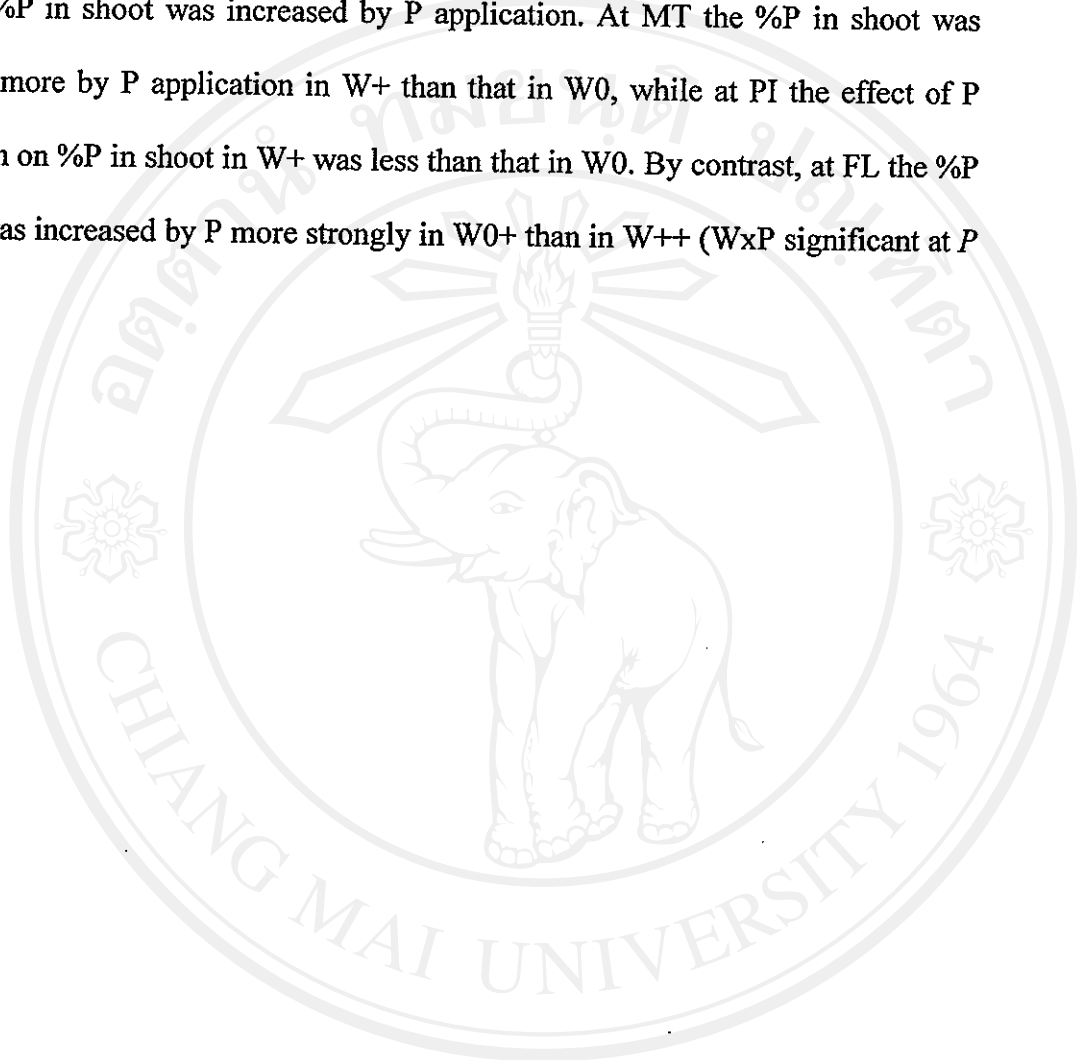 %P in shoot was increased by P application. At MT the %P in shoot was
more by P application in W+ than that in W0, while at PI the effect of P
on %P in shoot in W+ was less than that in W0. By contrast, at FL the %P
as increased by P more strongly in W0+ than in W++ (WxP significant at P
CHIANG MAI UNIVERSITY 1964